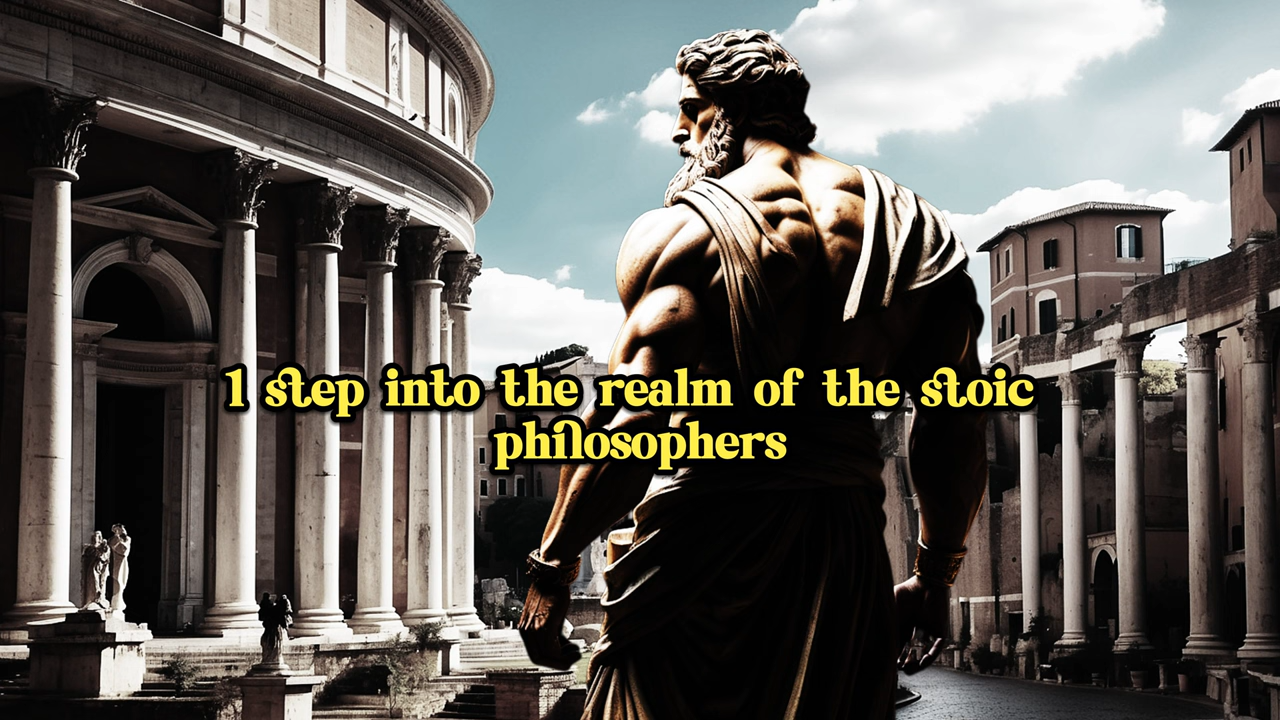 1 step into the realm of the stoic
philosophers